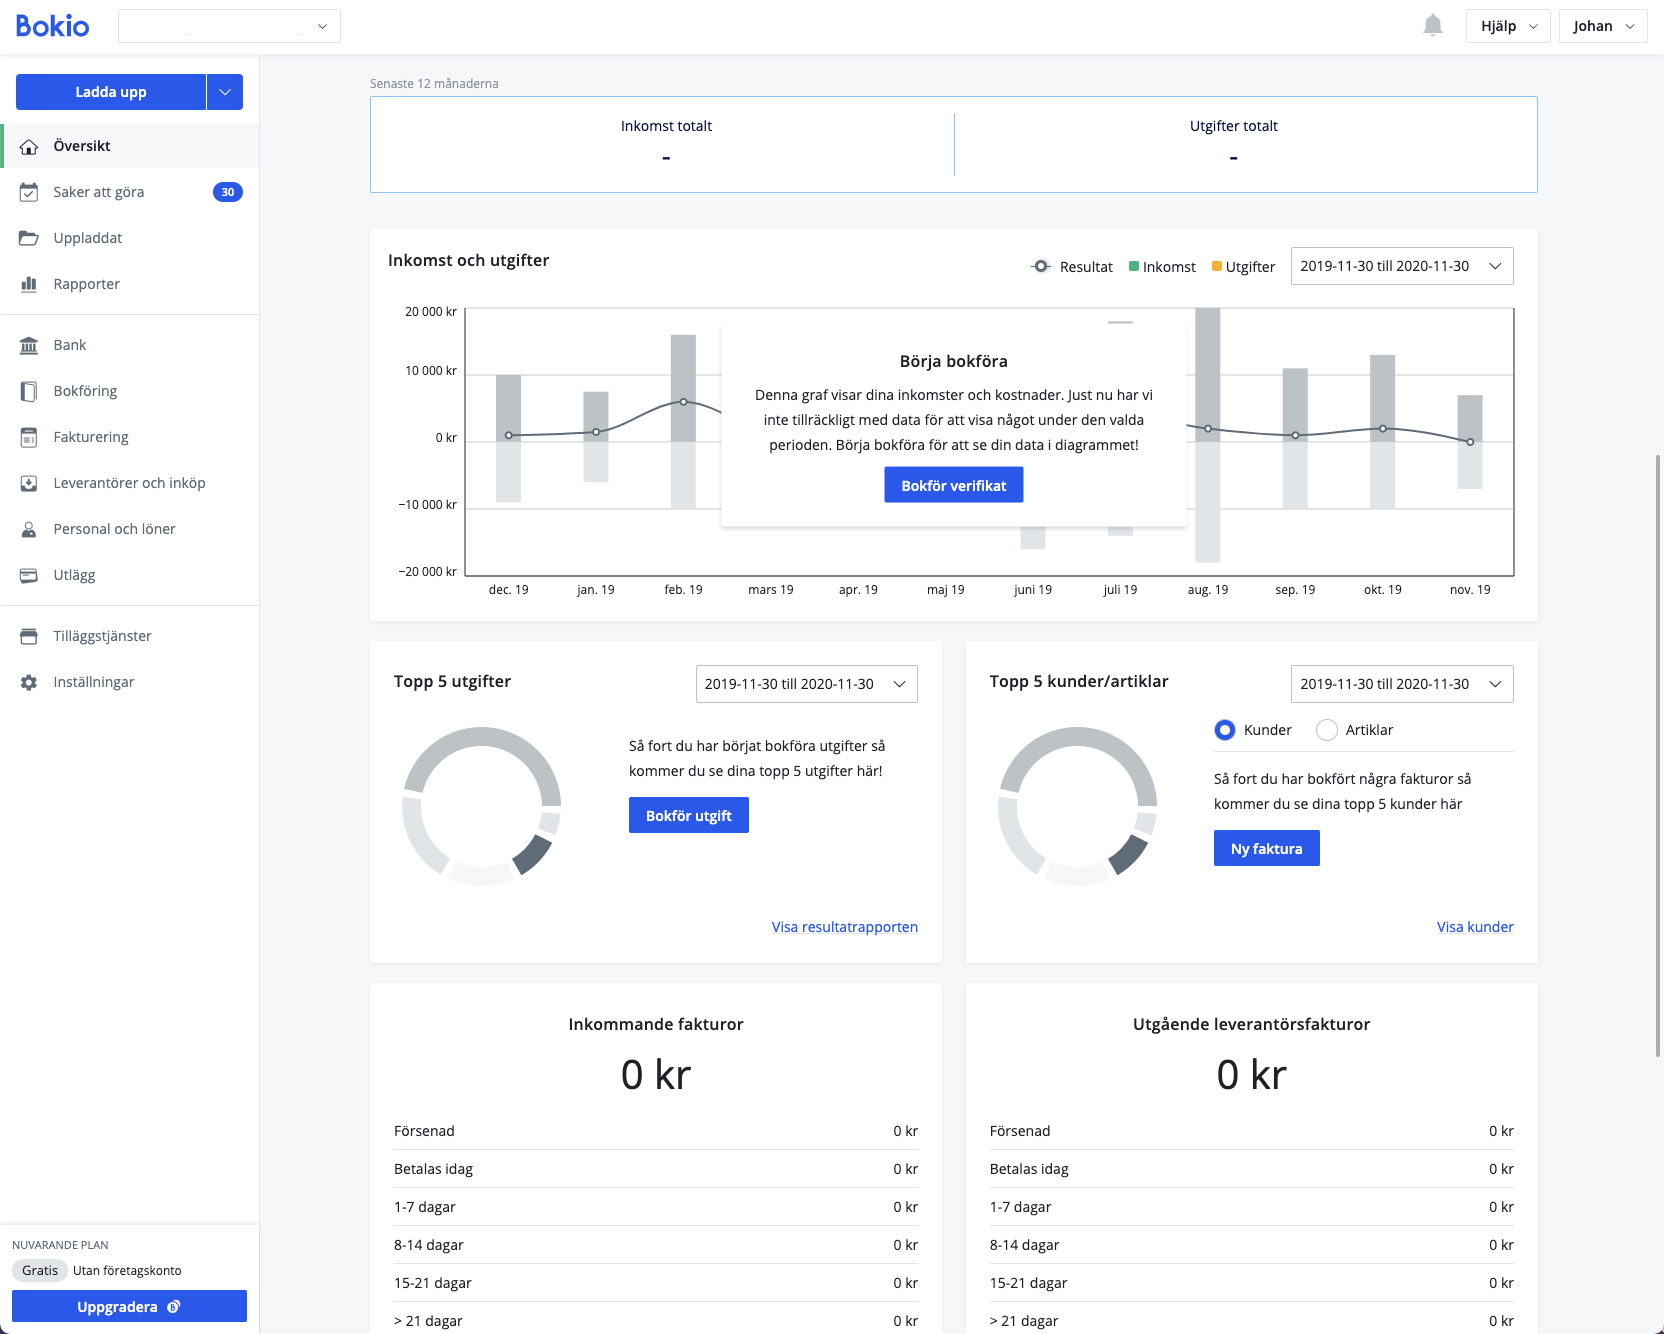 Bokio
Hjälp
Johan
Ladda upp
Översikt
Saker att göra
30
Uppladdat
Rapporter
Bank
Bokföring
Fakturering
Leverantörer och inköp
Personal och löner
Utlägg
Tilläggstjänster
Inställningar
NUVARANDE PLAN
Gratis Utan företagskonto
Uppgradera
Senaste 12 månaderna
Inkomst totalt
-
Utgifter totalt
-
Inkomst och utgifter
Resultat Inkomst Utgifter
2019-11-30 till 2020-11-30
20 000 kr
10 000 kr
0 kr
−10 000 kr
−20 000 kr
Börja bokföra
Denna graf visar dina inkomster och kostnader. Just nu har vi
inte tillräckligt med data för att visa något under den valda
perioden. Börja bokföra för att se din data i diagrammet!
Bokför verifikat
dec. 19 jan. 19 feb. 19 mars 19 apr. 19 maj 19 juni 19 juli 19 aug. 19 sep. 19 okt. 19 nov. 19
Topp 5 utgifter
2019-11-30 till 2020-11-30
Så fort du har börjat bokföra utgifter så
kommer du se dina topp 5 utgifter här!
Bokför utgift
Visa resultatrapporten
Topp 5 kunder/artiklar
2019-11-30 till 2020-11-30
Kunder Artiklar
Så fort du har bokfört några fakturor så
kommer du se dina topp 5 kunder här
Ny faktura
Visa kunder
Inkommande fakturor
0 kr
Försenad 0 kr
Betalas idag 0 kr
1-7 dagar 0 kr
8-14 dagar 0 kr
15-21 dagar 0 kr
> 21 dagar 0 kr
Utgående leverantörsfakturor
0 kr
Försenad 0 kr
Betalas idag 0 kr
1-7 dagar 0 kr
8-14 dagar 0 kr
15-21 dagar 0 kr
> 21 dagar 0 kr